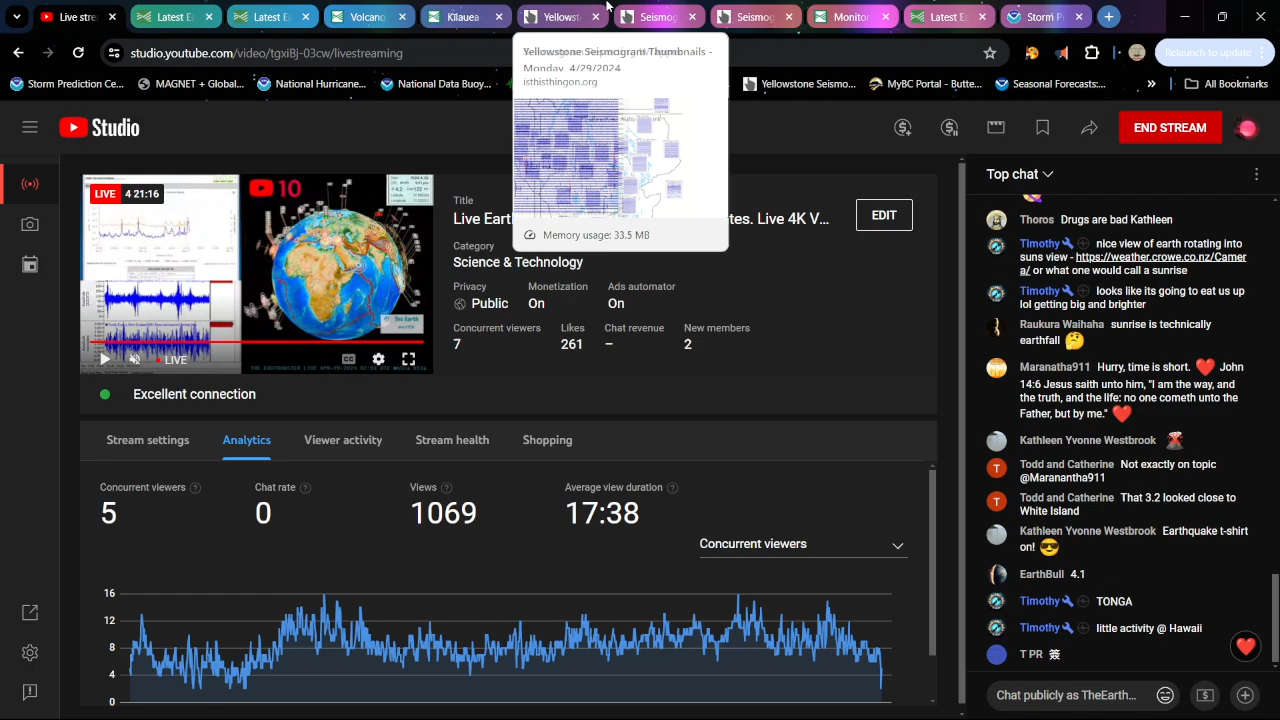 Live stre
Latest E
Latest E
Volcano
Kilauea
Yellowst
Seismog
Seismog
Monitor
Latest Ea
Storm P
studio.youtube.com/video/tgxiBj-03cw/livestreaming
Relaunch to update
Storm Prediction Ce...
MAGNET + Global...
National Hurricane...
National Data Buoy...
Yellowstone Seismo...
MyBC Portal - Bene...
Seasonal Forecast...
All Bookmarks
Yellowstone Seismogram Thumbnails -
Monday, 4/29/2024
isthisthingon.org
Memory usage: 33.5 MB
Studio
END STREAM
LIVE 4 21:16
10
LIVE
Title
Live Eart
tes. Live 4K V...
EDIT
Category
Science & Technology
Privacy
Monetization
Ads automator
Public
On
On
Concurrent viewers
Likes
Chat revenue
New members
7
261
–
2
Excellent connection
Stream settings
Analytics
Viewer activity
Stream health
Shopping
Concurrent viewers
Chat rate
Views
Average view duration
5
0
1069
17:38
Concurrent viewers
16
12
8
4
0
Top chat
Thons Drugs are bad Kathleen
Timothy nice view of earth rotating into
suns view - https://weather.crowe.co.nz/Camer
a/ or what one would call a sunrise
Timothy looks like its going to eat us up
lol getting big and brighter
Raukura Waihaha sunrise is technically
earthfall 🤔
Maranatha911 Hurry, time is short. ❤️ John
14:6 Jesus saith unto him, "I am the way, and
the truth, and the life: no one cometh unto the
Father, but by me." ❤️
Kathleen Yvonne Westbrook 🌋
Todd and Catherine Not exactly on topic
@Maranantha911
Todd and Catherine That 3.2 looked close to
White Island
Kathleen Yvonne Westbrook Earthquake t-shirt
on! 😎
EarthBull 4.1
Timothy TONGA
Timothy little activity @ Hawaii
T PR 簽
Chat publicly as TheEarth...